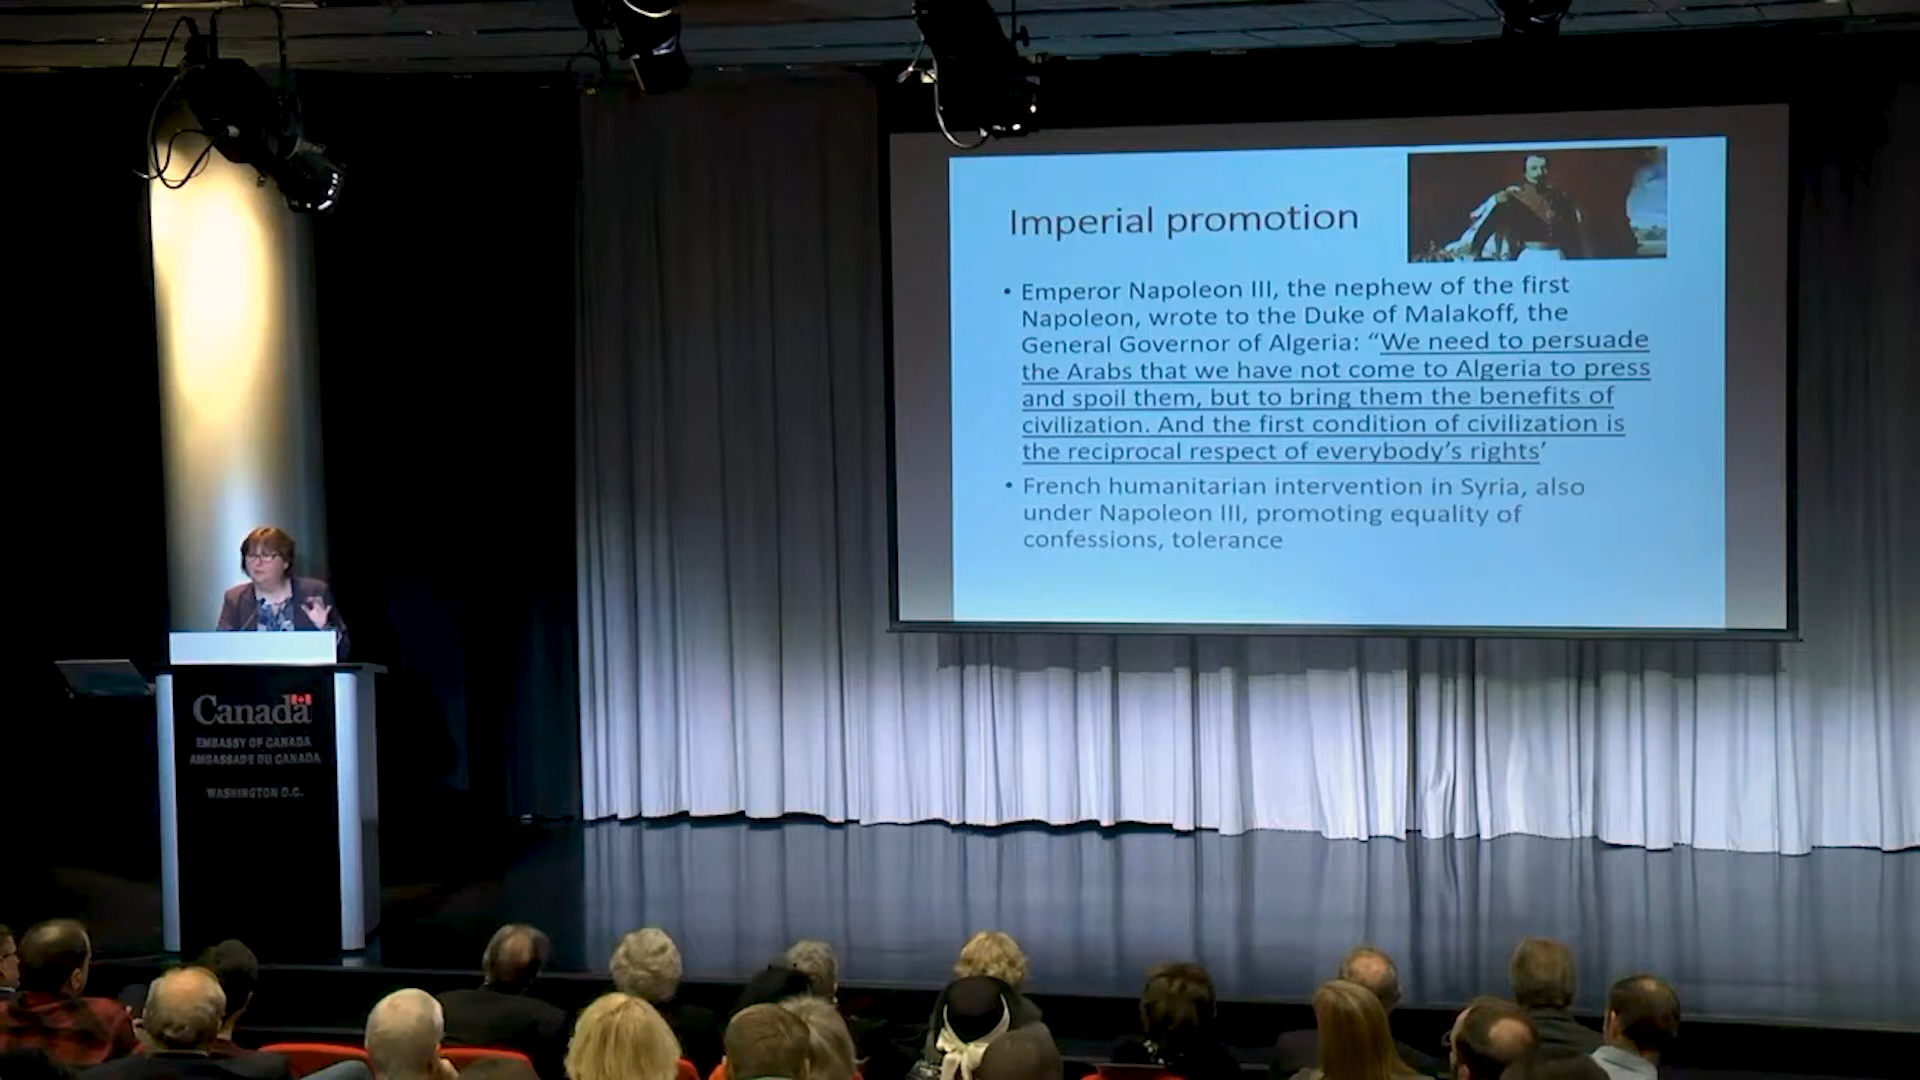 Imperial promotion
• Emperor Napoleon III, the nephew of the first
Napoleon, wrote to the Duke of Malakoff, the
General Governor of Algeria: “We need to persuade
the Arabs that we have not come to Algeria to press
and spoil them, but to bring them the benefits of
civilization. And the first condition of civilization is
the reciprocal respect of everybody’s rights’
• French humanitarian intervention in Syria, also
under Napoleon III, promoting equality of
confessions, tolerance
Canada
EMBASSY OF CANADA
AMBASSADE DU CANADA
WASHINGTON D.C.